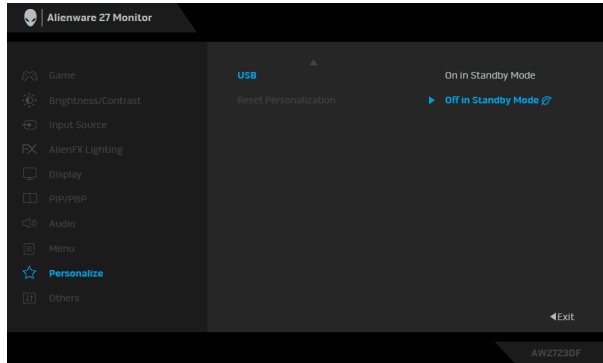 Alienware 27 Monitor
Game
Brightness/Contrast
Input Source
FX AlienFX Lighting
Display
PIP/PBP
Audio
Menu
Personalize
Others
USB
Reset Personalization
On in Standby Mode
Off in Standby Mode
Exit
AW2723DF